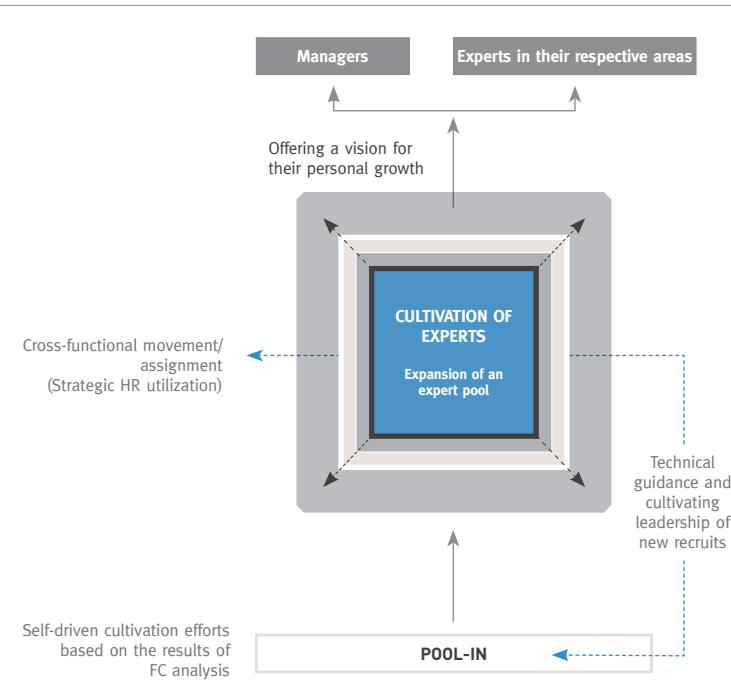 Managers
Experts in their respective areas
Offering a vision for
their personal growth
CULTIVATION OF
EXPERTS
Expansion of an
expert pool
Cross-functional movement/
assignment
(Strategic HR utilization)
Technical
guidance and
cultivating
leadership of
new recruits
Self-driven cultivation efforts
based on the results of
FC analysis
POOL-IN